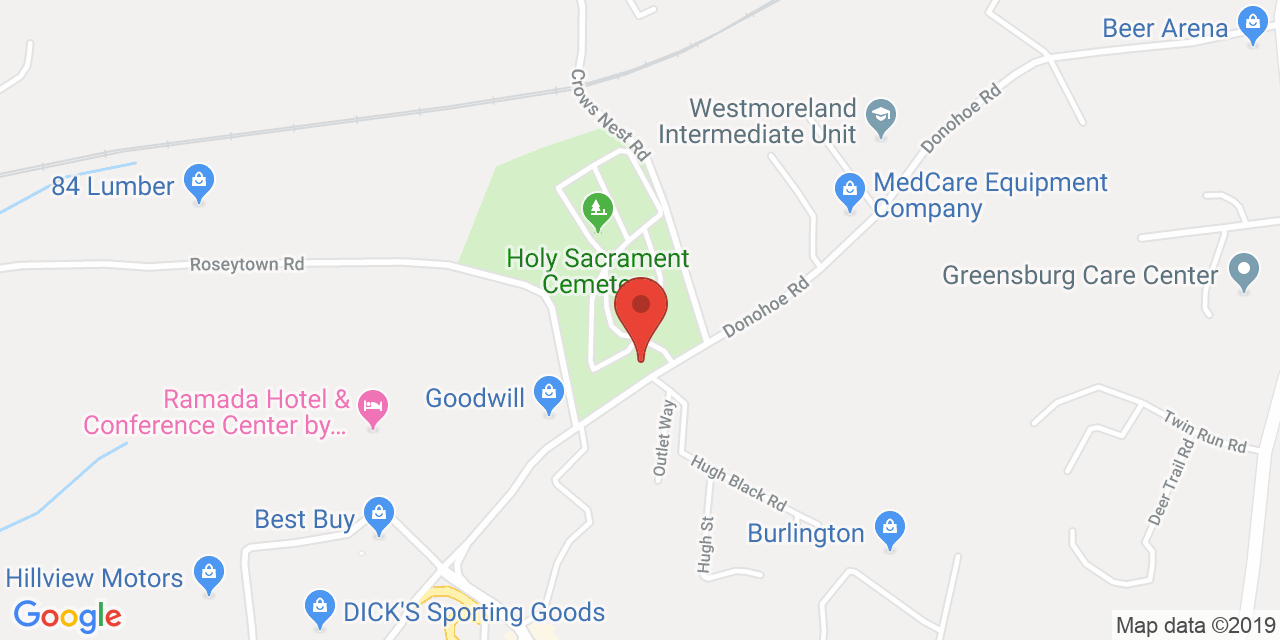 Beer Arena
Crows Nest Rd
Westmoreland
Intermediate Unit
Donohoe Rd
84 Lumber
MedCare Equipment
Company
Roseytown Rd
Holy Sacrament
Greensburg Care Center
Donohoe Rd
Ramada Hotel &
Conference Center by...
Goodwill
Outlet Way
Twin Run Rd
Hugh Black Rd
Deer Trail Rd
Best Buy
Hugh St
Burlington
Hillview Motors
DICK'S Sporting Goods
Google
Map data ©2019